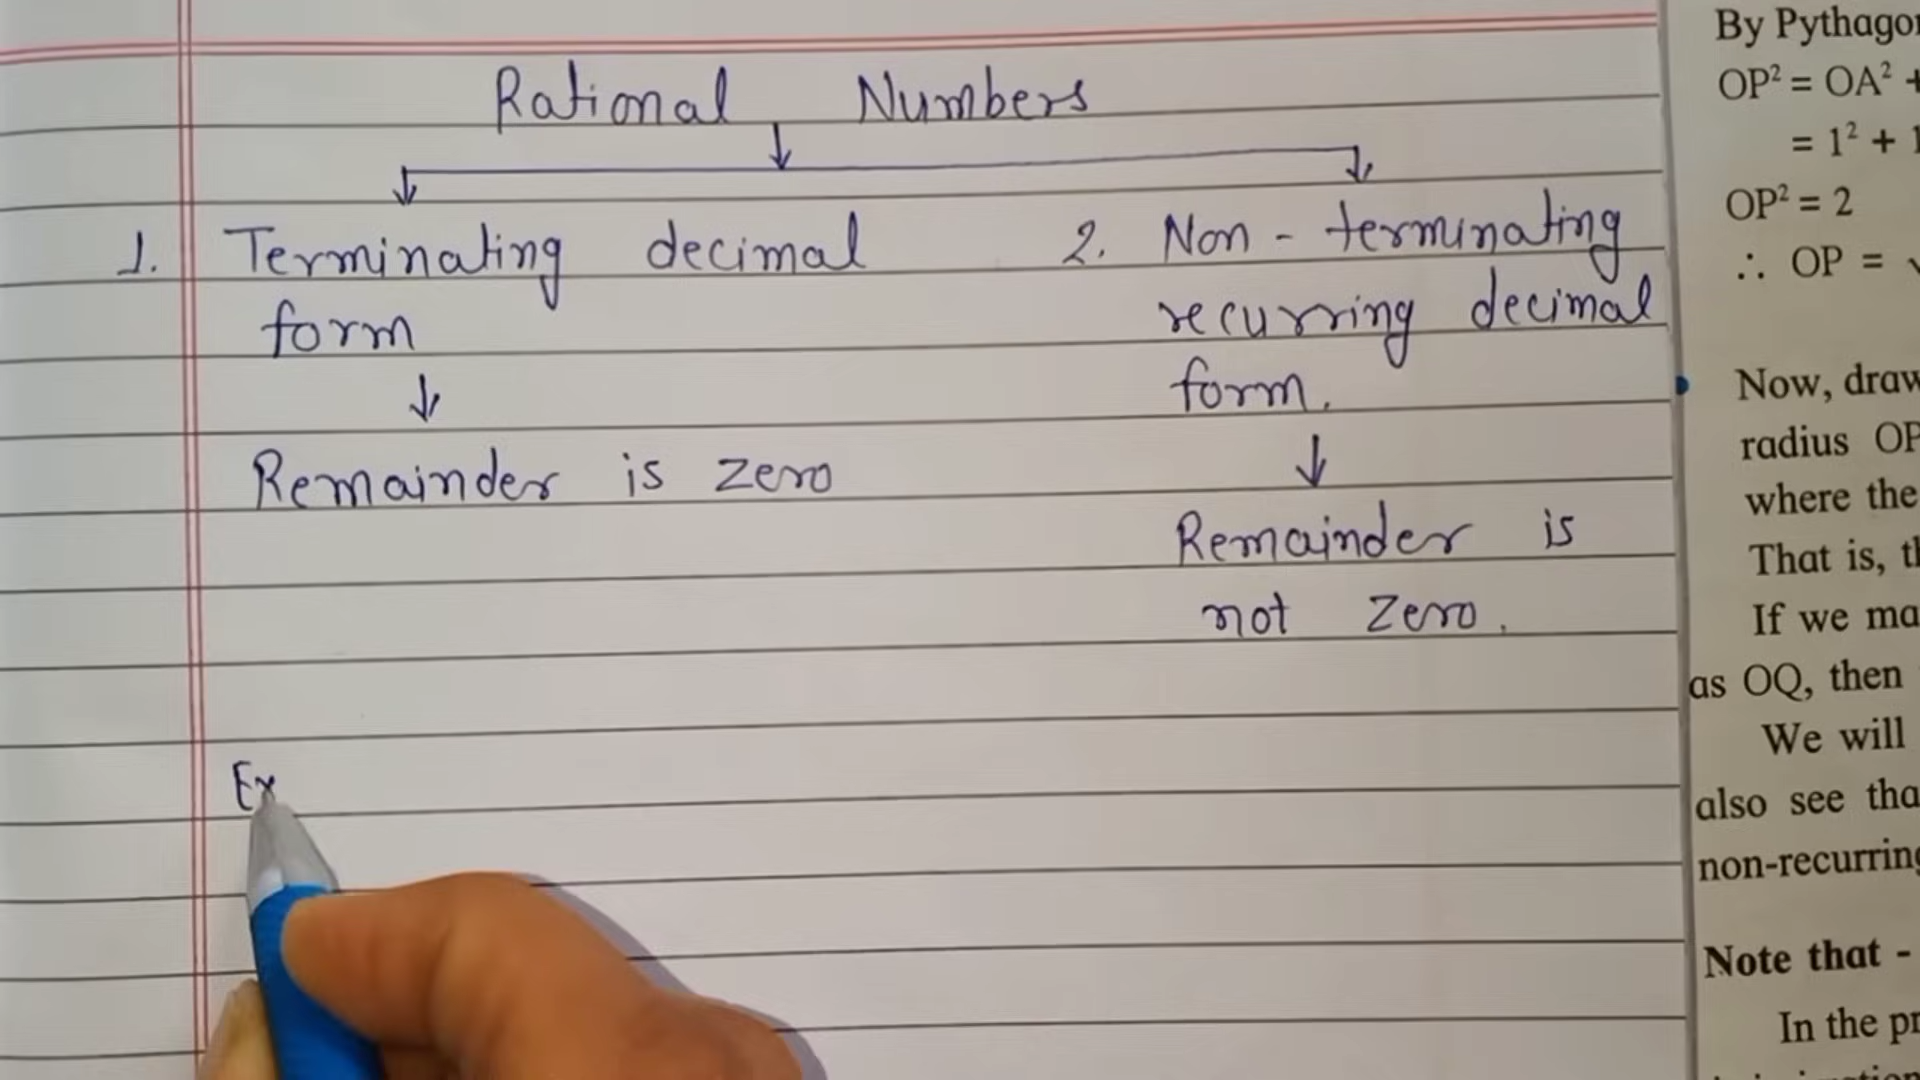 Rational Numbers
1. Terminating decimal
form
Remainder is zero
2. Non-terminating
recurring decimal
form.
Remainder is
not zero.
Ex
By Pythagor
OP² = OA² +
= 1² + 1
OP² = 2
∴ OP =
Now, draw
radius OP
where the
That is, th
If we ma
as OQ, then
We will
also see tha
non-recurring
Note that -
In the pr